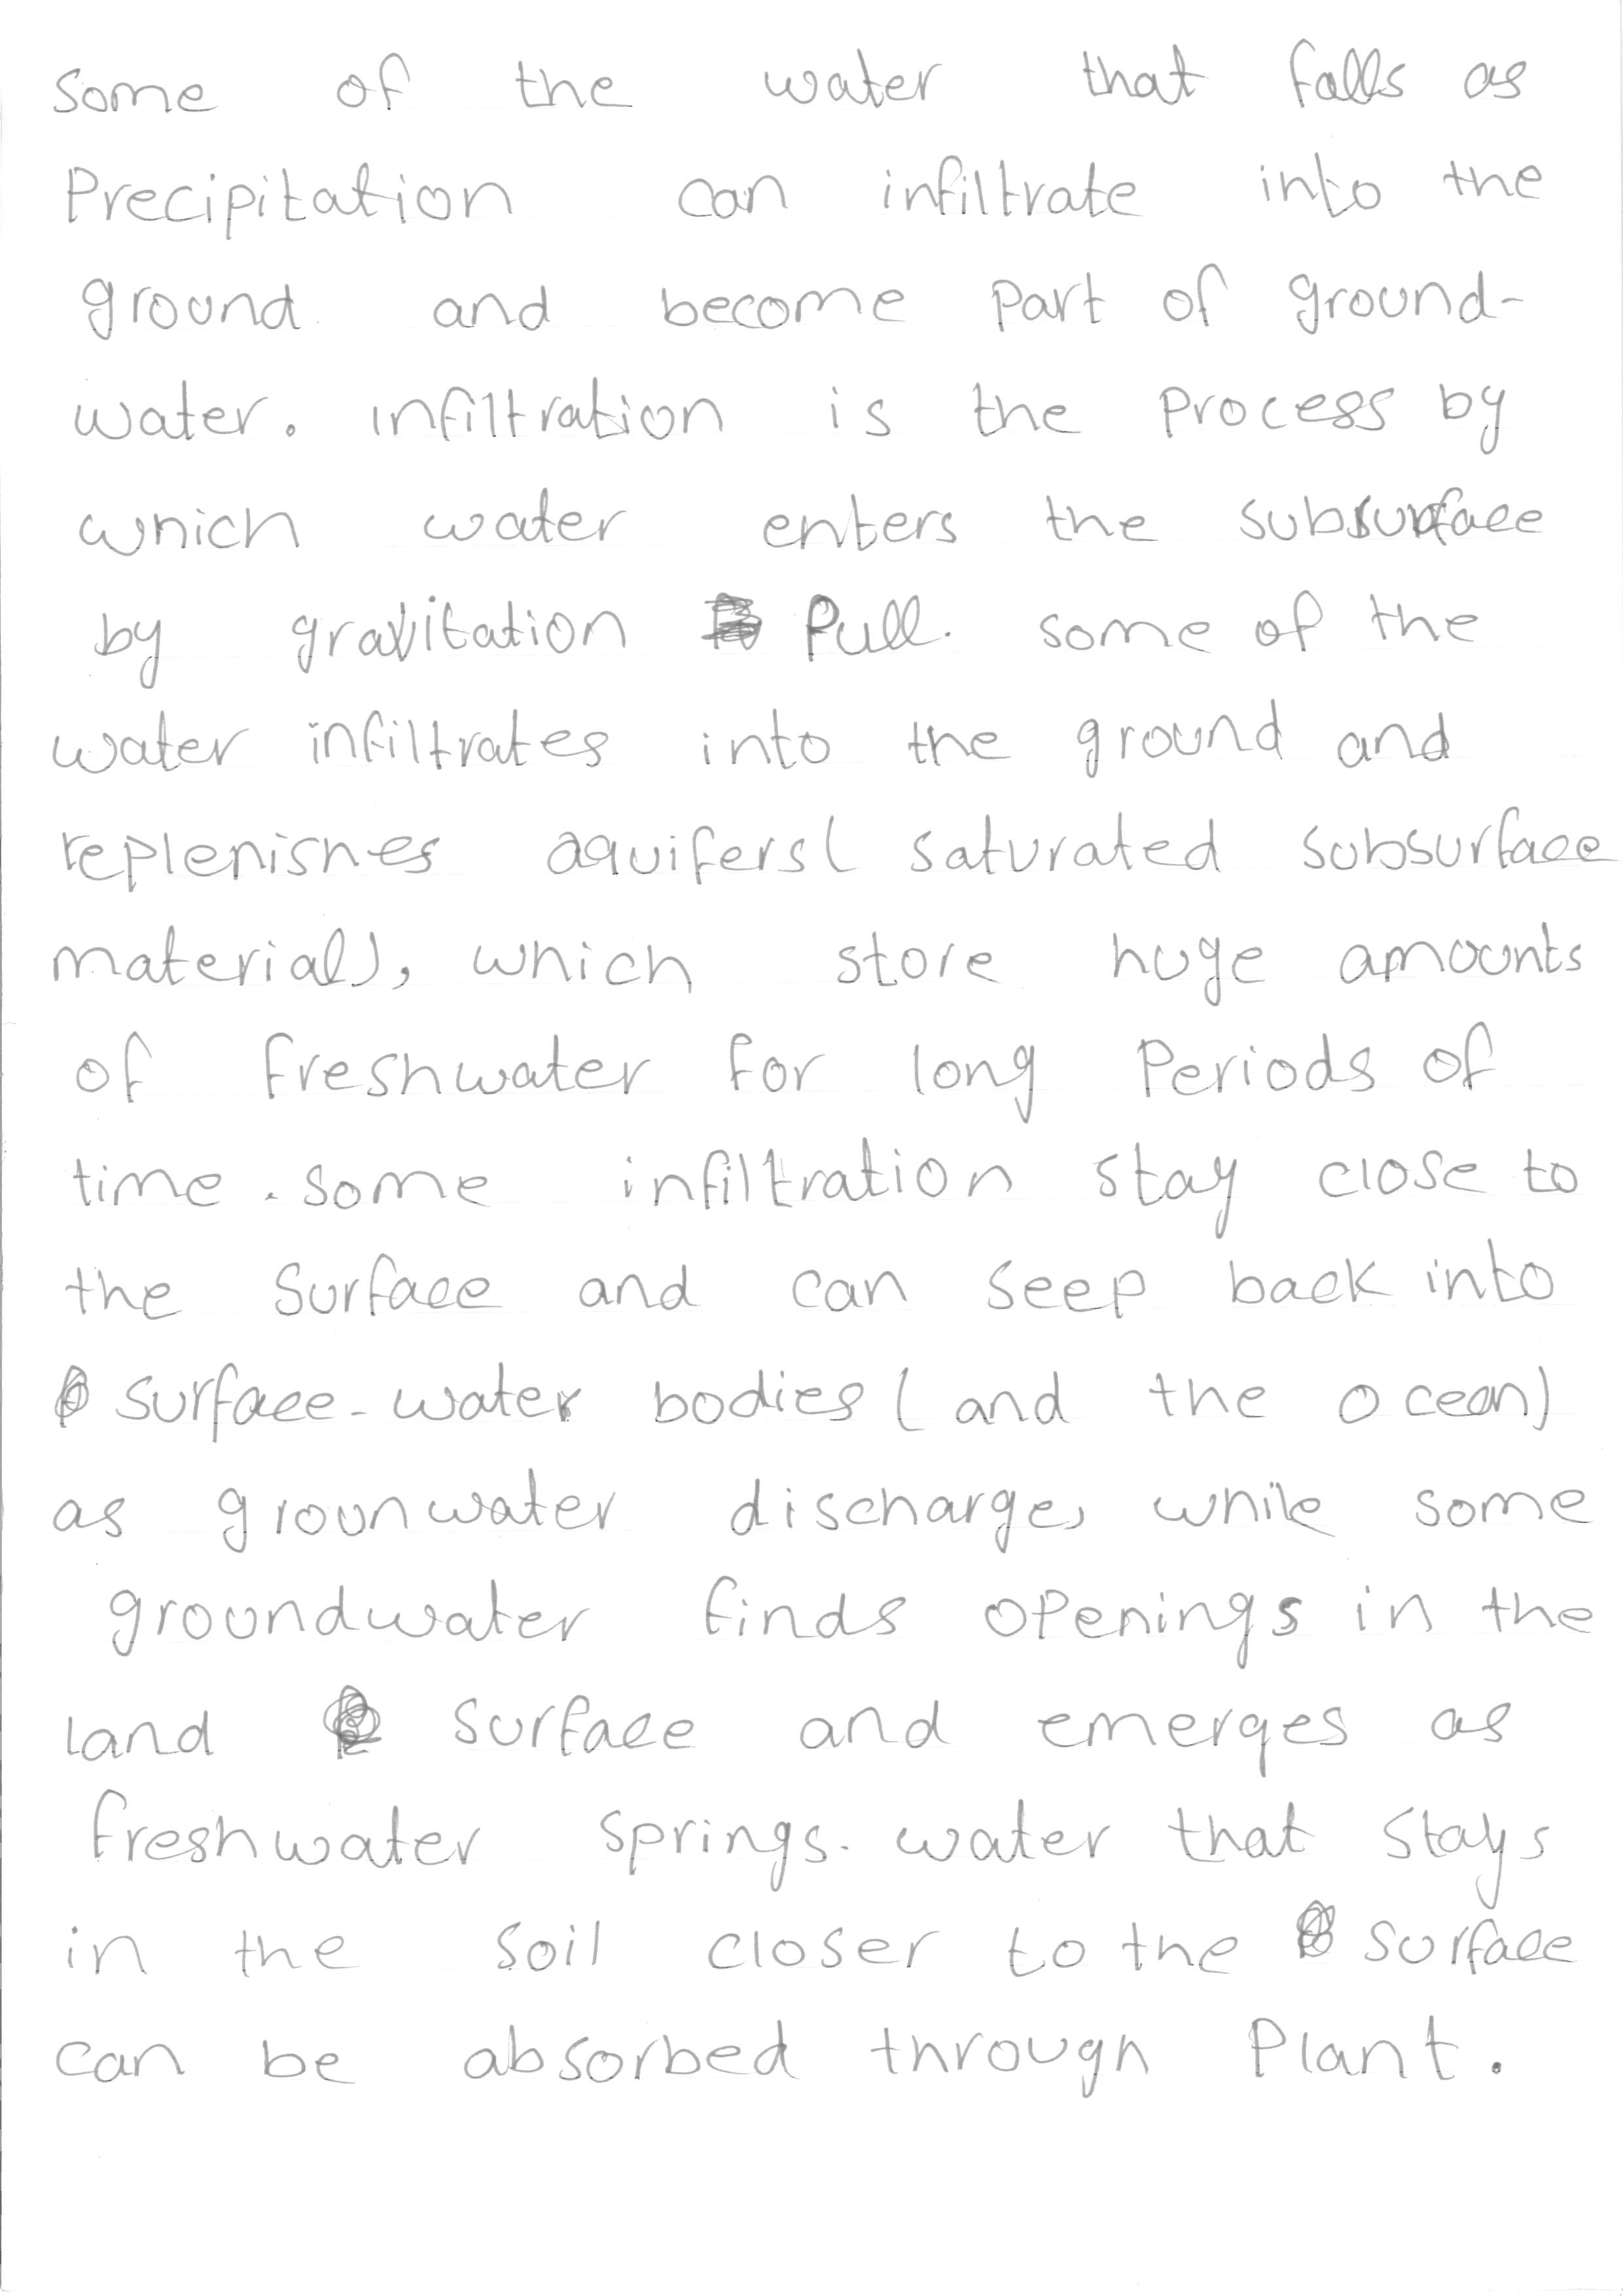 some of the water that falls as
Precipitation can infiltrate into the
ground and become part of ground-
water. infiltration is the process by
which water enters the subsurface
by gravitation Pull. some of the
water infiltrates into the ground and
replenishes aquifers( saturated subsurface
material), which store huge amounts
of freshwater for long Periods of
time. some infiltration stay close to
the surface and can seep back into
surface-water bodies (and the ocean)
as grounwater discharge, while some
groundwater finds openings in the
land surface and emerges as
freshwater springs. water that stays
in the soil closer to the surface
can be absorbed through Plant.